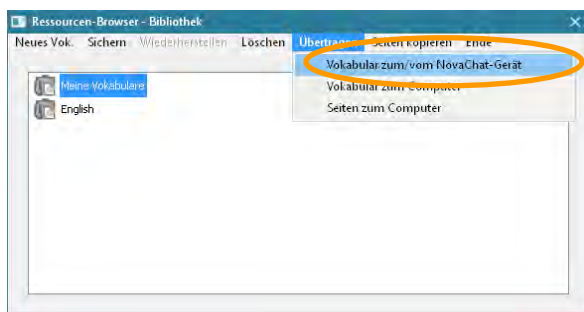 Ressourcen-Browser - Bibliothek
Neues Vok. Sichern Wiederherstellen Löschen Übertragen Seiten kopieren Ende
Vokabular zum/vom NovaChat-Gerät
Vokabular zum Computer
Seiten zum Computer
Meine Vokabulare
English